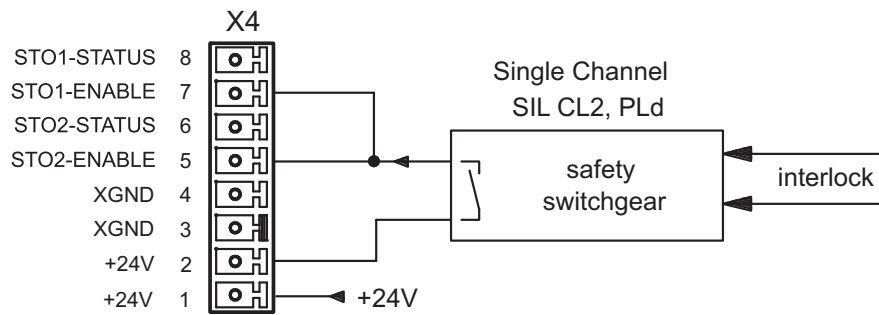 X4
STO1-STATUS 8
STO1-ENABLE 7
STO2-STATUS 6
STO2-ENABLE 5
XGND 4
XGND 3
+24V 2
+24V 1
+24V
Single Channel
SIL CL2, PLd
safety
switchgear
interlock